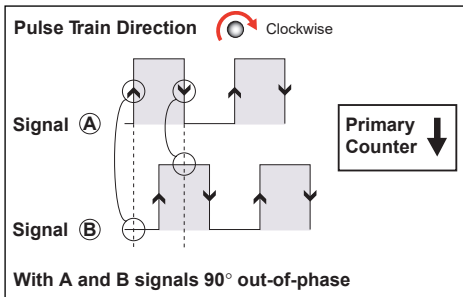 Pulse Train Direction
Clockwise
Signal A
Primary
Counter
Signal B
With A and B signals 90° out-of-phase